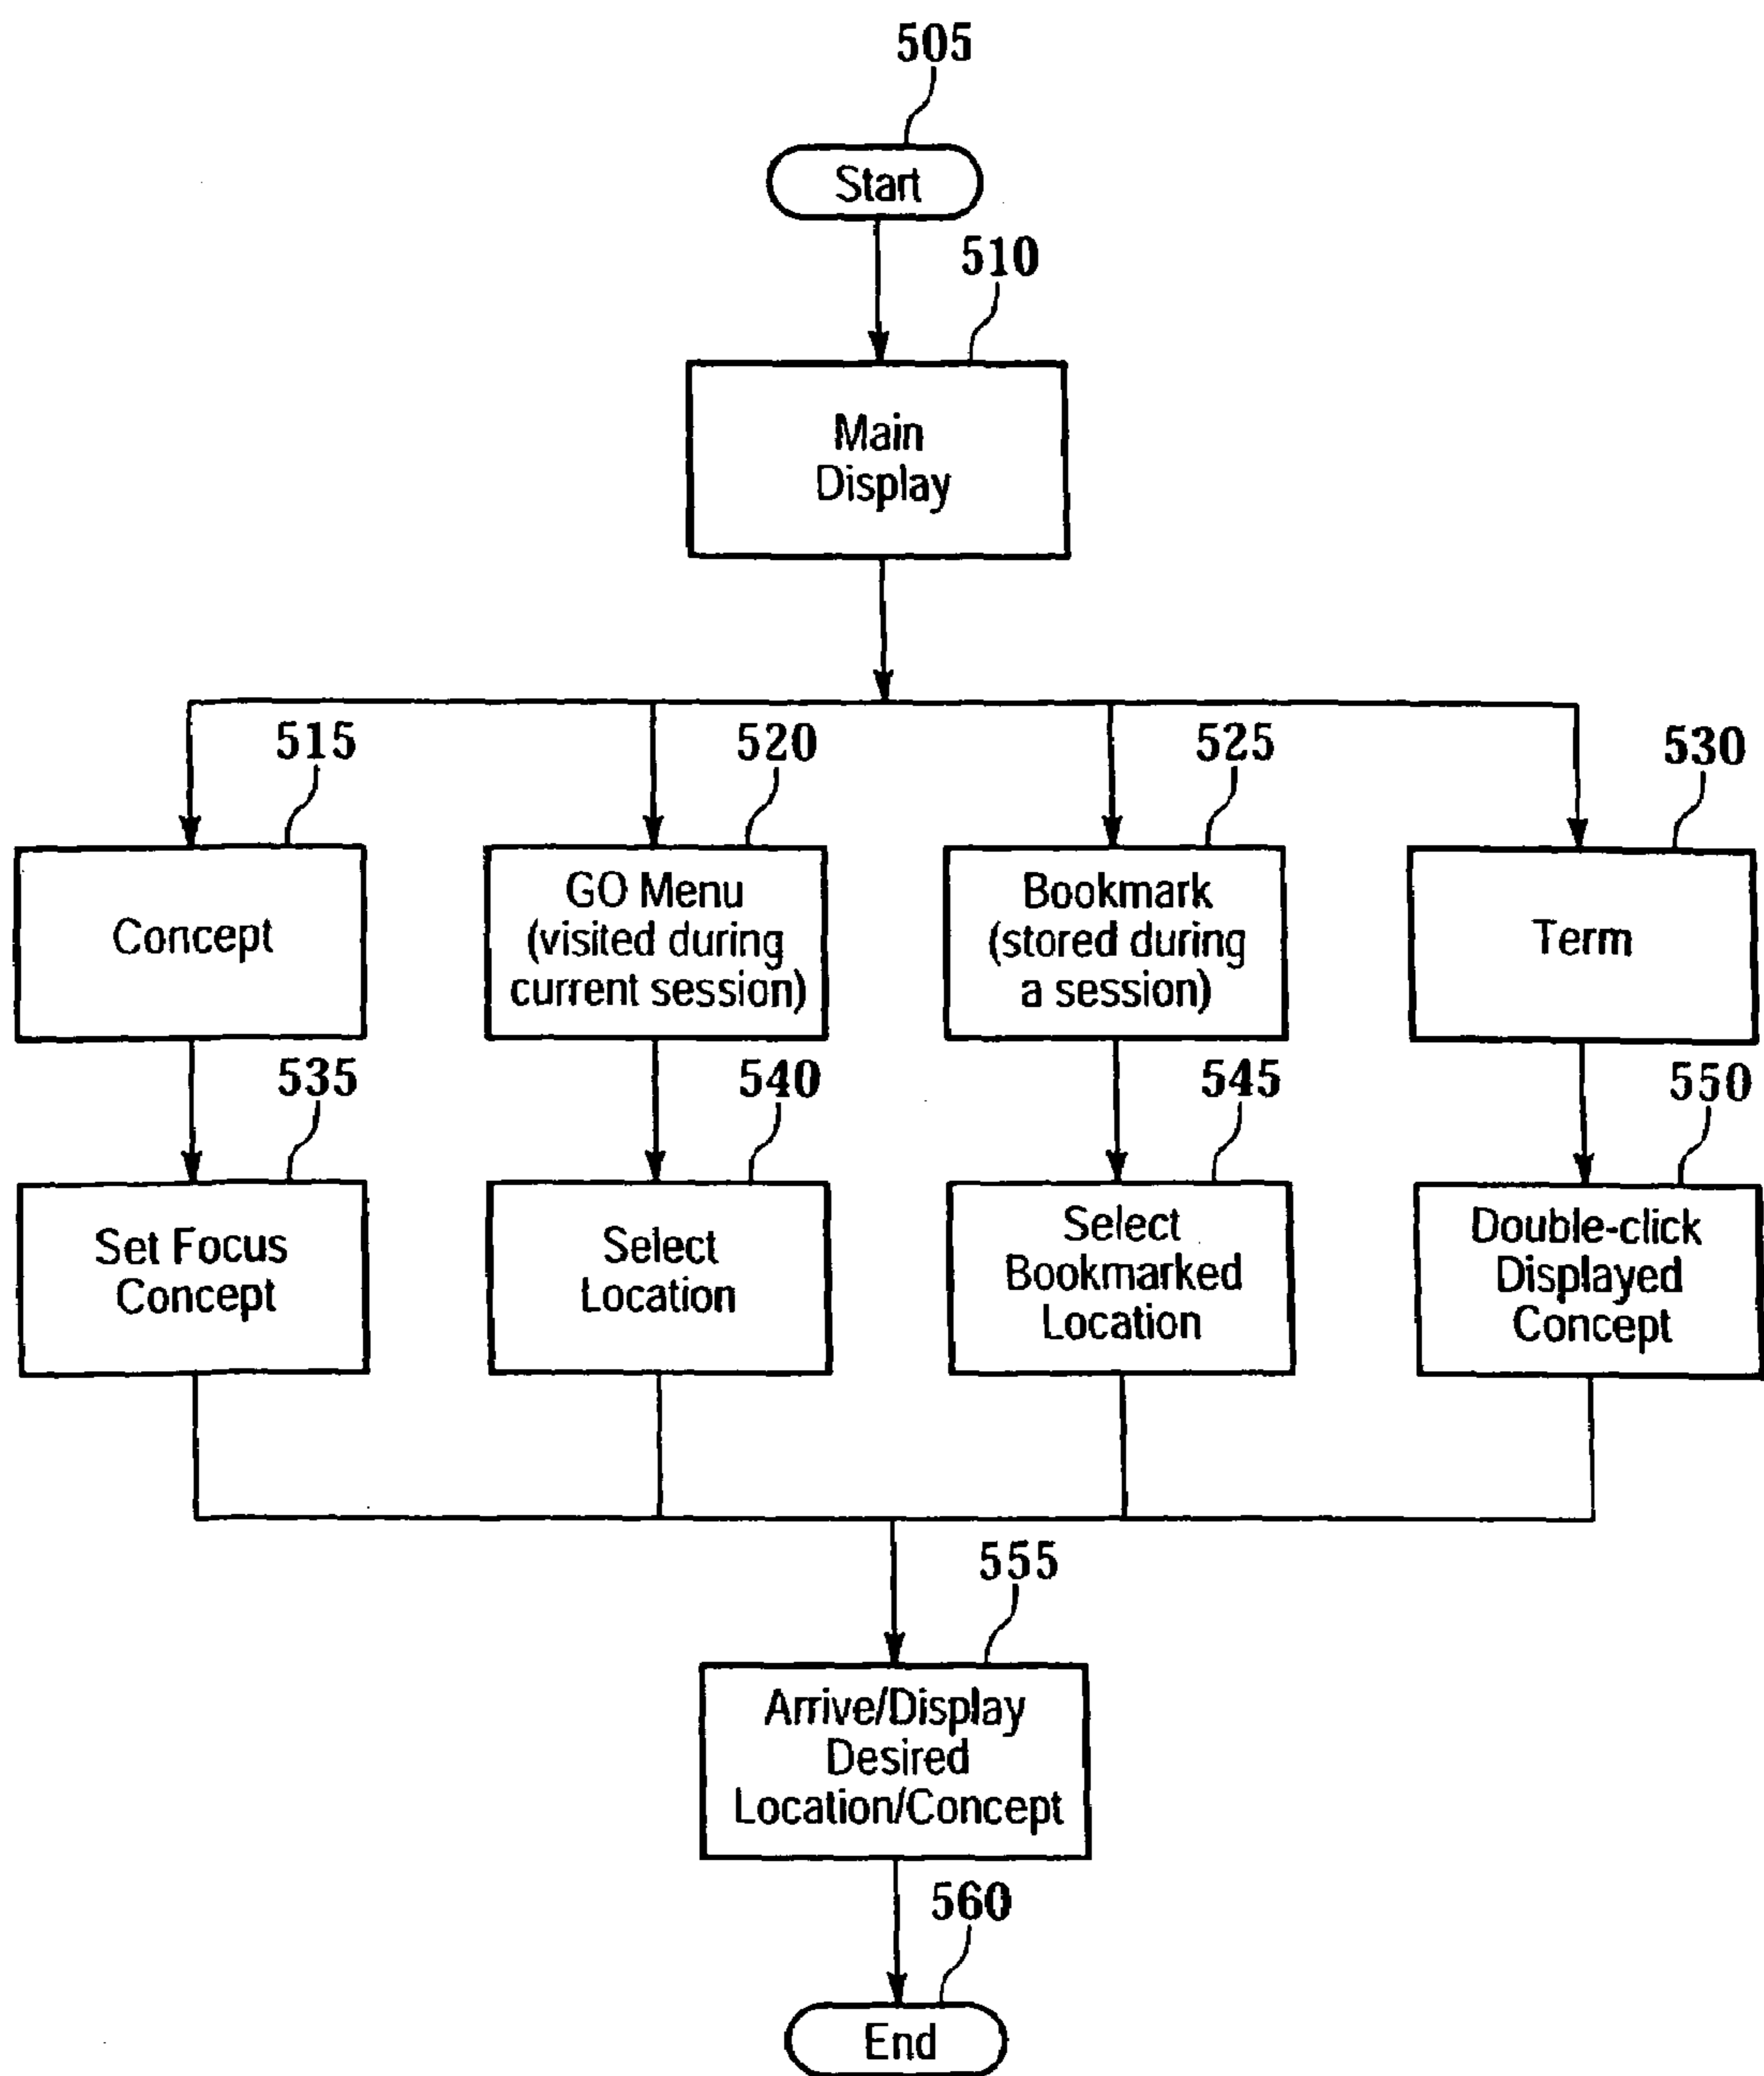 505
Start
510
Main
Display
515
520
525
530
Concept
GO Menu
(visited during
current session)
Bookmark
(stored during
a session)
Term
535
540
545
550
Set Focus
Concept
Select
Location
Select
Bookmarked
Location
Double-click
Displayed
Concept
555
Arrive/Display
Desired
Location/Concept
560
End